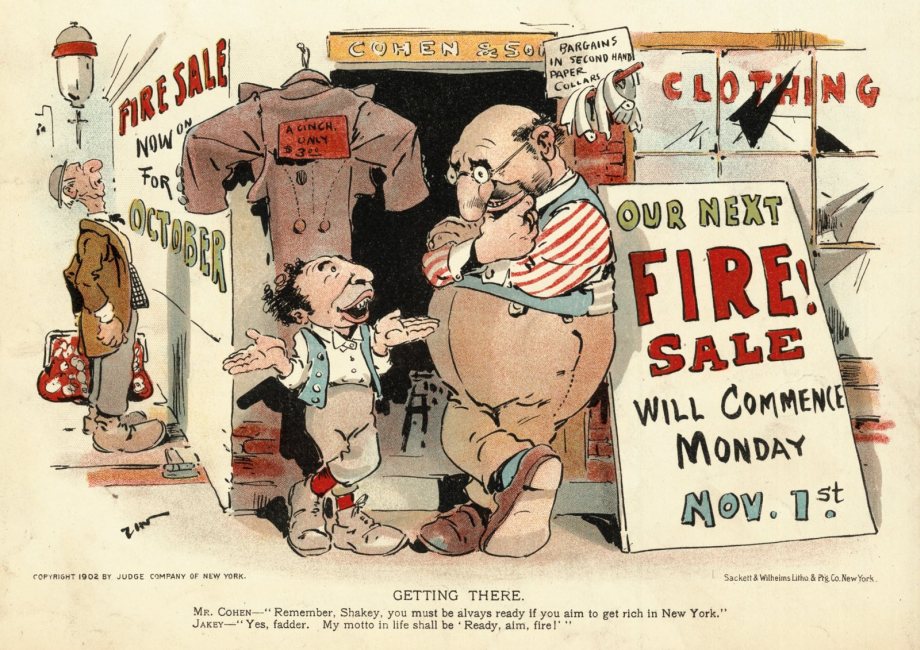 COHEN & SON
BARGAINS
IN SECOND HAND
PAPER
COLLARS
CLOTHING
FIRE SALE
NOW ON
FOR
OCTOBER
A CINCH.
ONLY
$3.00
OUR NEXT
FIRE!
SALE
WILL COMMENCE
MONDAY
NOV. 1st
ZIM
COPYRIGHT 1902 BY JUDGE COMPANY OF NEW YORK.
Sackett & Wilhelms Litho. & Ptg. Co. New York.
GETTING THERE.
MR. COHEN—“Remember, Shakey, you must be alvays ready if you aim to get rich in New York.”
JAKEY—“Yes, fadder. My motto in life shall be ‘Ready, aim, fire!’ ”